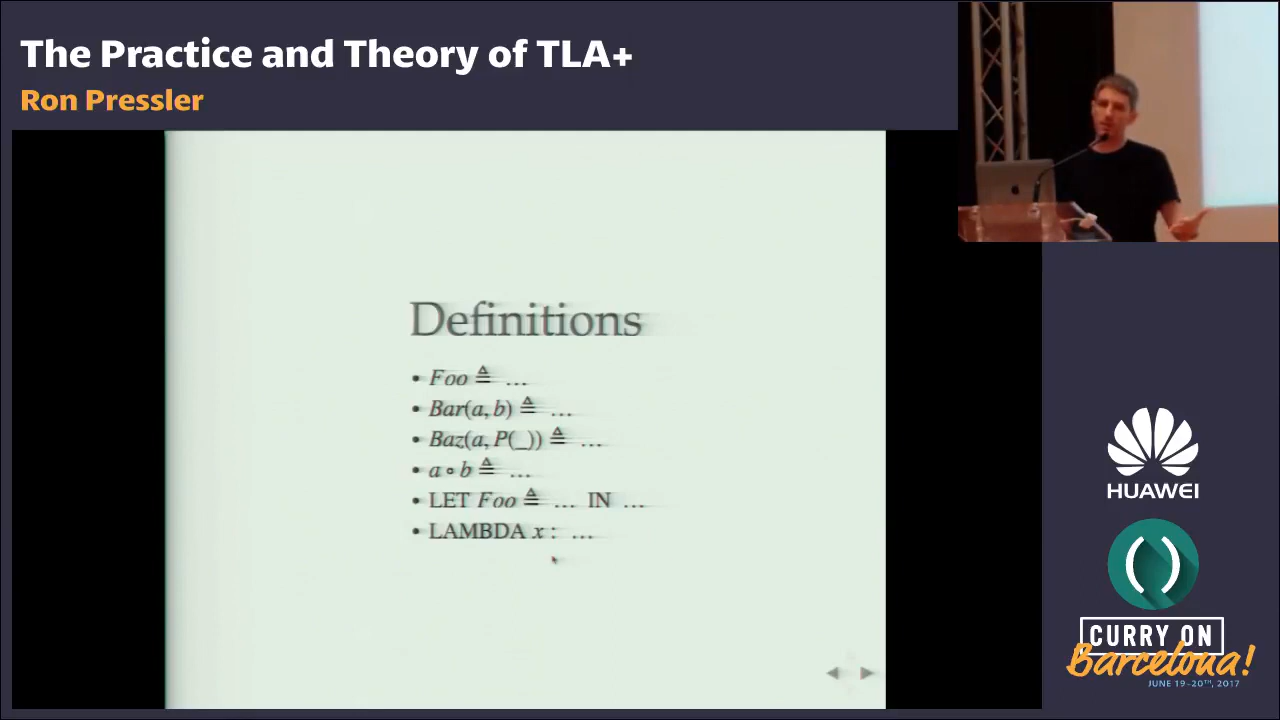 The Practice and Theory of TLA+
Ron Pressler
Definitions
• Foo ≜ …
• Bar(a, b) ≜ …
• Baz(a, P(_)) ≜ …
• a ∘ b ≜ …
• LET Foo ≜ … IN …
• LAMBDA x : …
HUAWEI
( )
CURRY ON
Barcelona!
JUNE 19-20TH, 2017